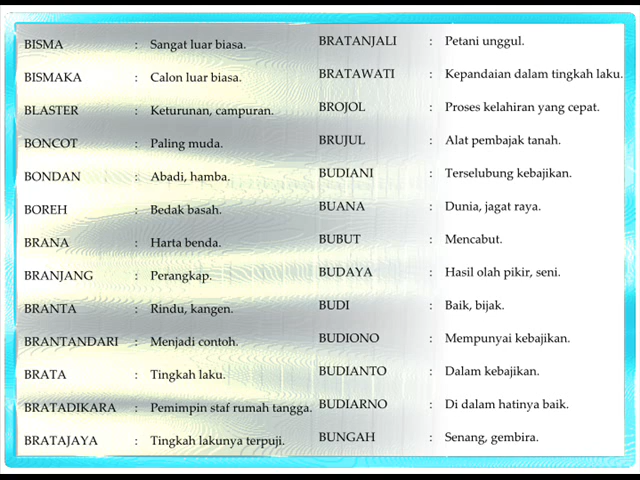 BISMA : Sangat luar biasa.
BISMAKA : Calon luar biasa.
BLASTER : Keturunan, campuran.
BONCOT : Paling muda.
BONDAN : Abadi, hamba.
BOREH : Bedak basah.
BRANA : Harta benda.
BRANJANG : Perangkap.
BRANTA : Rindu, kangen.
BRANTANDARI : Menjadi contoh.
BRATA : Tingkah laku.
BRATADIKARA : Pemimpin staf rumah tangga.
BRATAJAYA : Tingkah lakunya terpuji.
BRATANJALI : Petani unggul.
BRATAWATI : Kepandaian dalam tingkah laku.
BROJOL : Proses kelahiran yang cepat.
BRUJUL : Alat pembajak tanah.
BUDIANI : Terselubung kebajikan.
BUANA : Dunia, jagat raya.
BUBUT : Mencabut.
BUDAYA : Hasil olah pikir, seni.
BUDI : Baik, bijak.
BUDIONO : Mempunyai kebajikan.
BUDIANTO : Dalam kebajikan.
BUDIARNO : Di dalam hatinya baik.
BUNGAH : Senang, gembira.